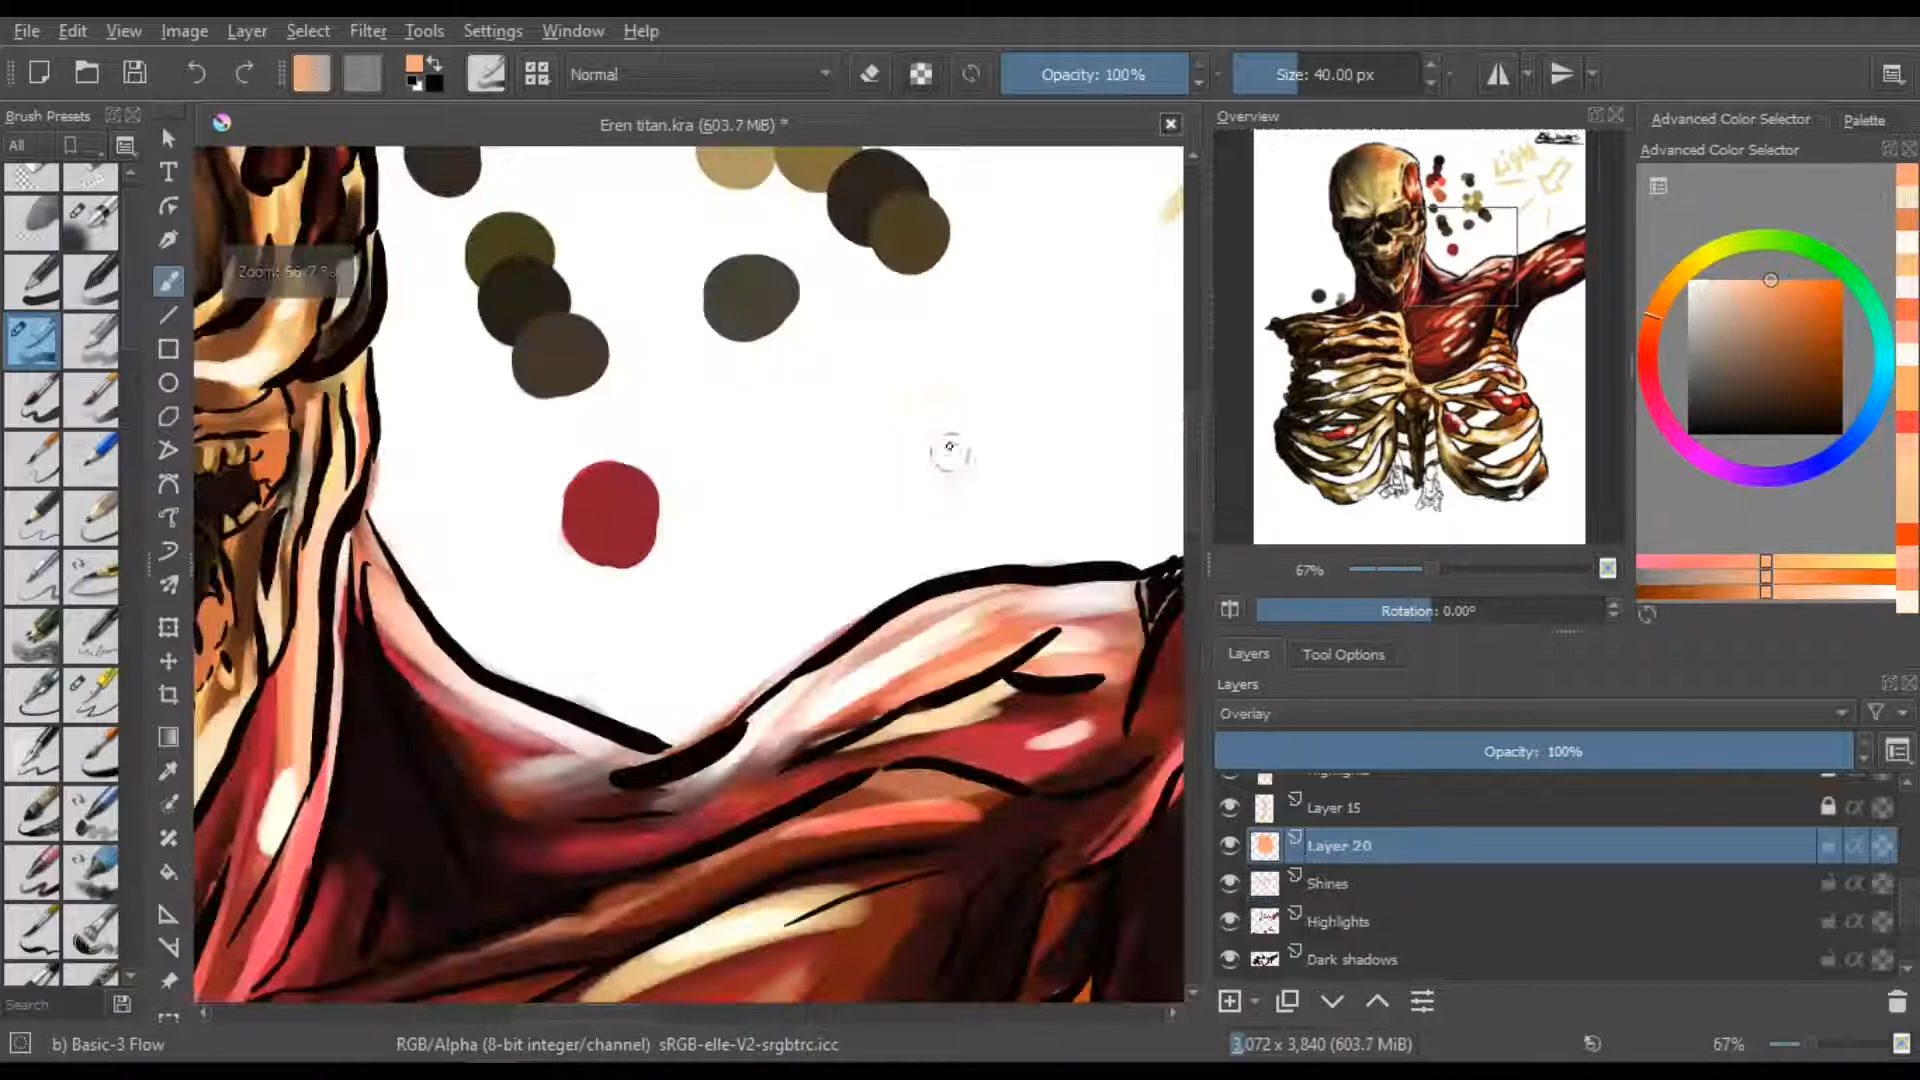 File Edit View Image Layer Select Filter Tools Settings Window Help
Normal Opacity: 100% Size: 40.00 px
Brush Presets
All
Eren titan.kra (603.7 MiB) *
Zoom: 66.7 %
Overview
Light
Advanced Color Selector Palette
Advanced Color Selector
67%
Rotation: 0.00°
Layers Tool Options
Layers
Overlay
Opacity: 100%
Layer 15
Layer 20
Shines
Highlights
Dark shadows
Search
b) Basic-3 Flow RGB/Alpha (8-bit integer/channel) sRGB-elle-V2-srgbtrc.icc 3,072 x 3,840 (603.7 MiB) 67%